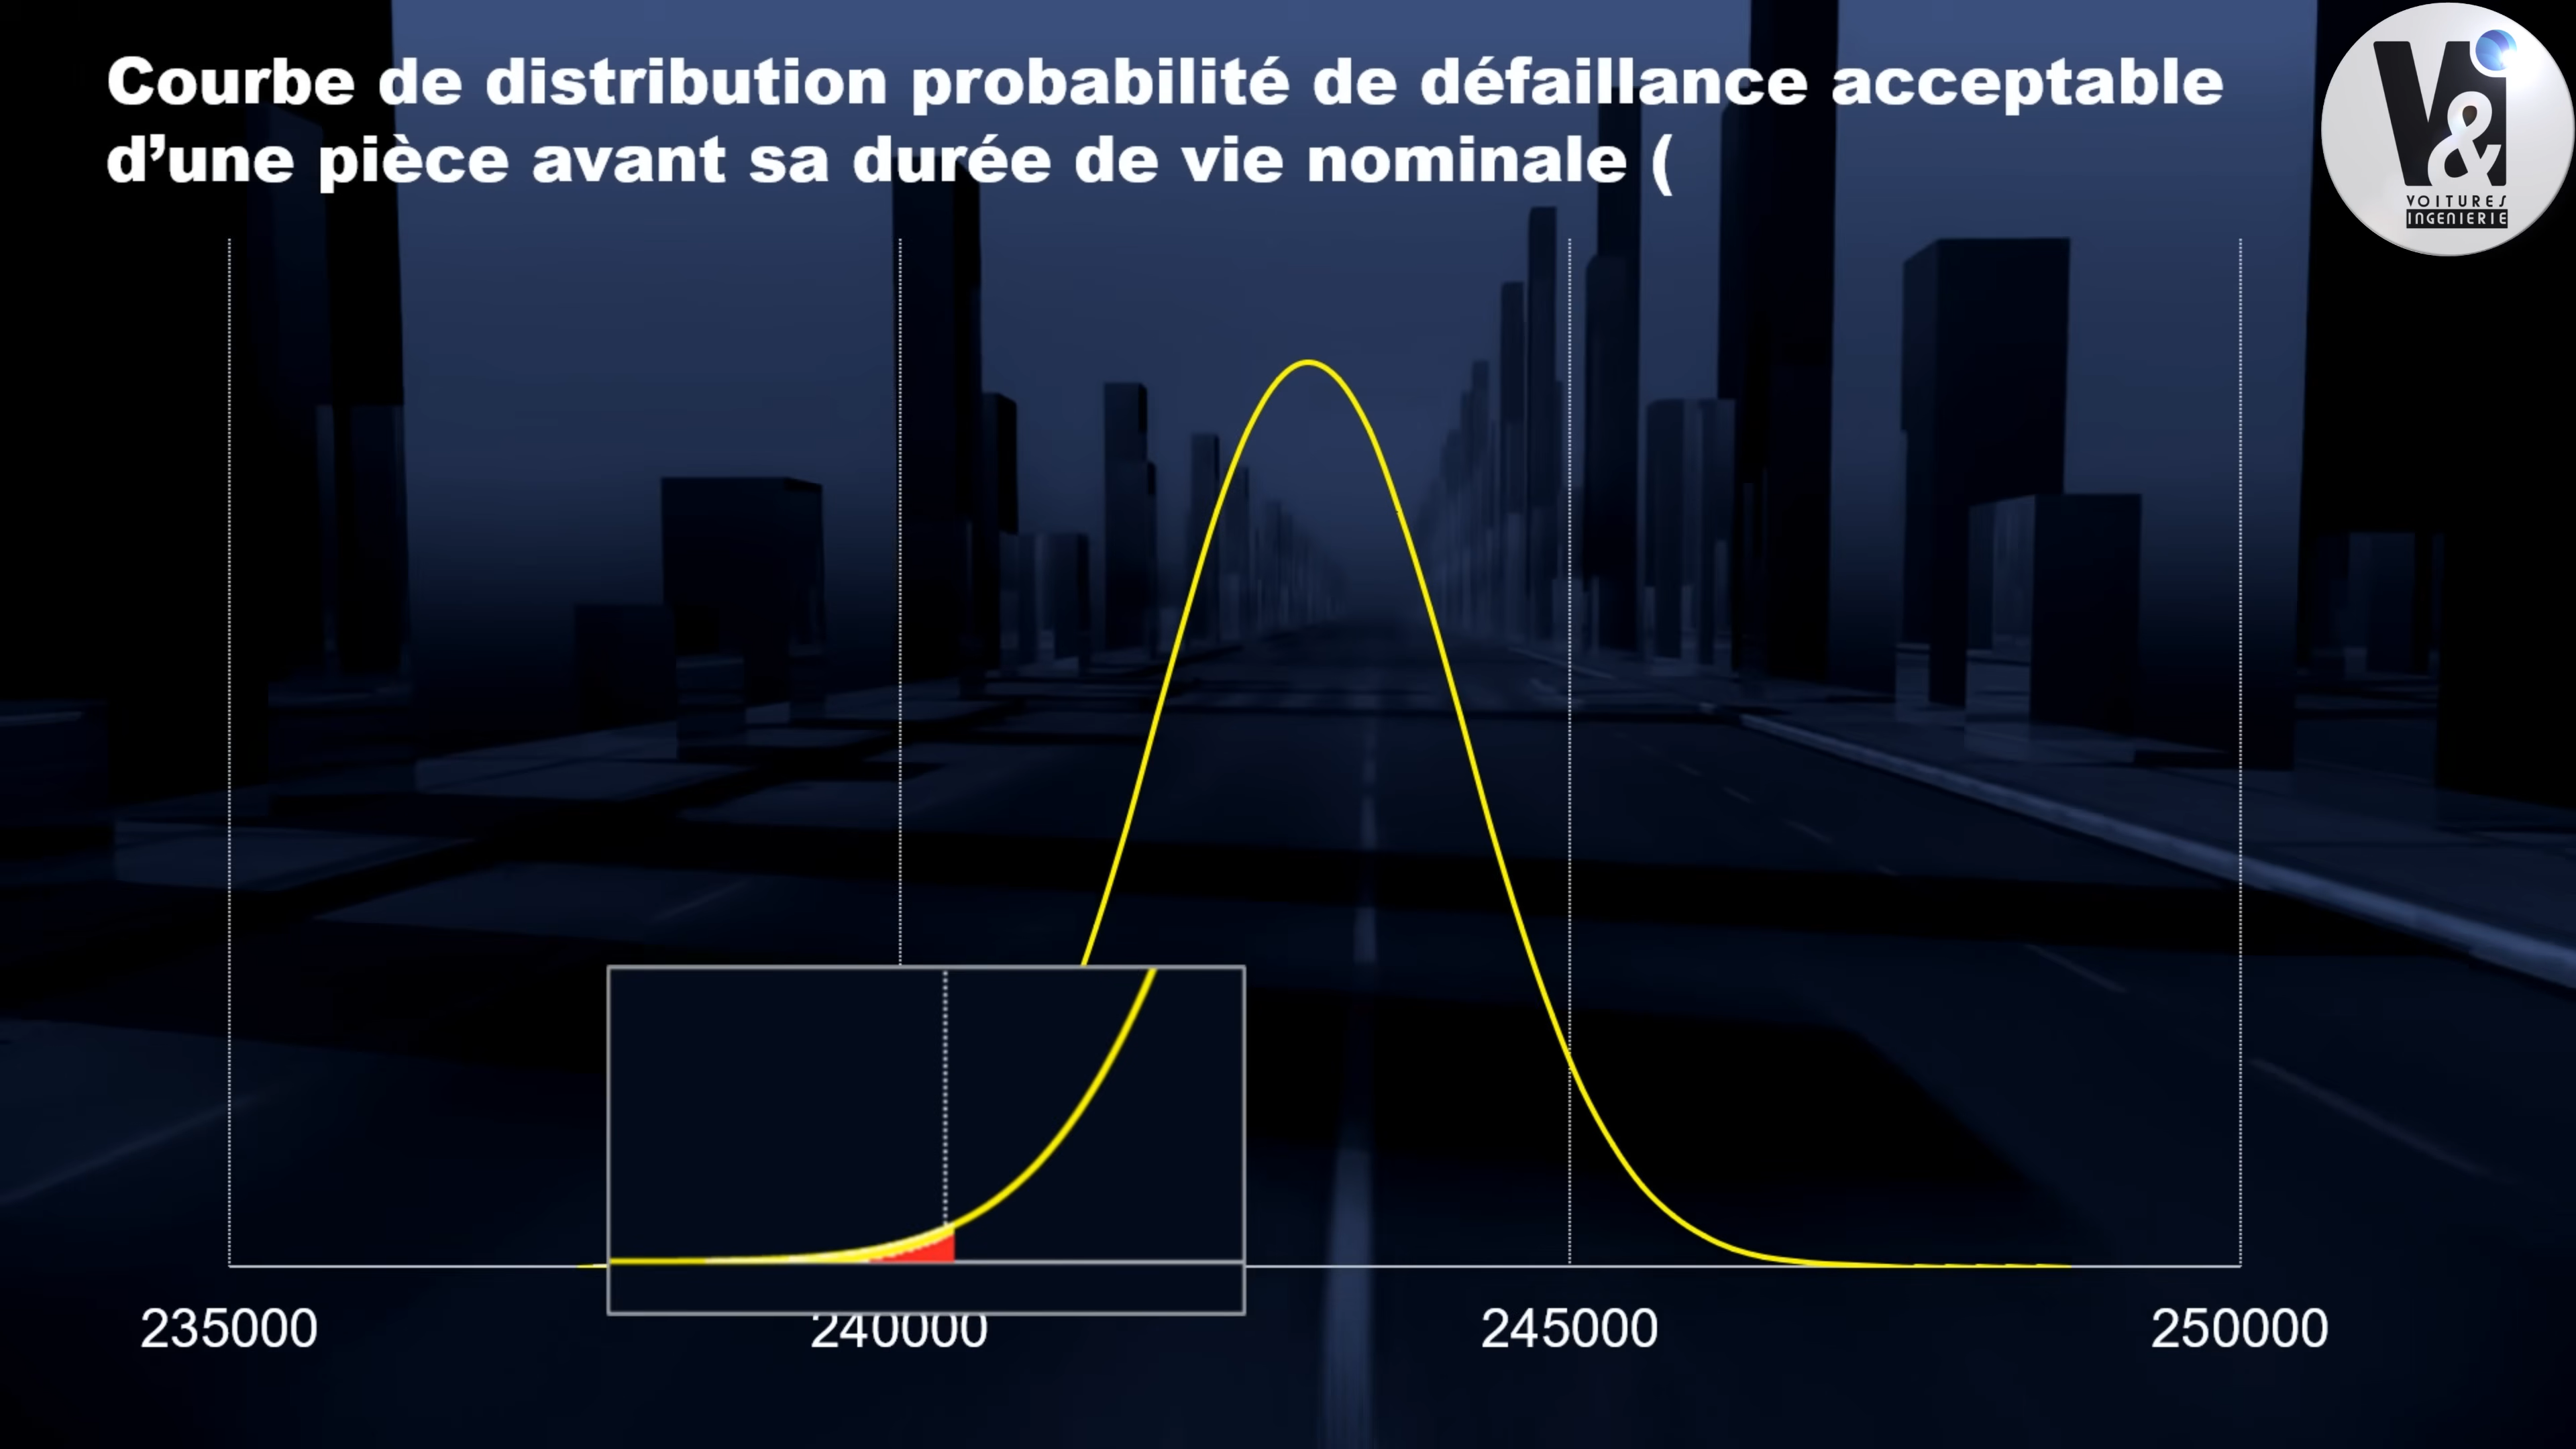 Courbe de distribution probabilité de défaillance acceptable
d’une pièce avant sa durée de vie nominale (
V&i
VOITURES
INGENIERIE
235000
240000
245000
250000